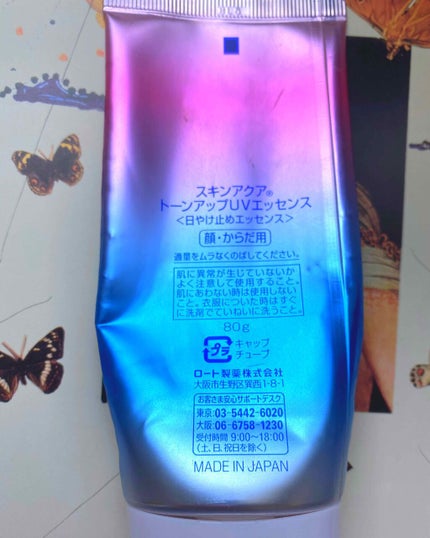 スキンアクア®
トーンアップUVエッセンス
<日やけ止めエッセンス>
顔・からだ用
適量をムラなくのばしてください。
肌に異常が生じていないか
よく注意して使用すること。
肌にあわない時は使用しない
こと。衣服についた時はすぐ
に洗剤でていねいに洗うこと。
80g
プラ
キャップ
チューブ
ロート製薬株式会社
大阪市生野区巽西1-8-1
お客さま安心サポートデスク
東京:03-5442-6020
大阪:06-6758-1230
受付時間 9:00~18:00
(土、日、祝日を除く)
MADE IN JAPAN